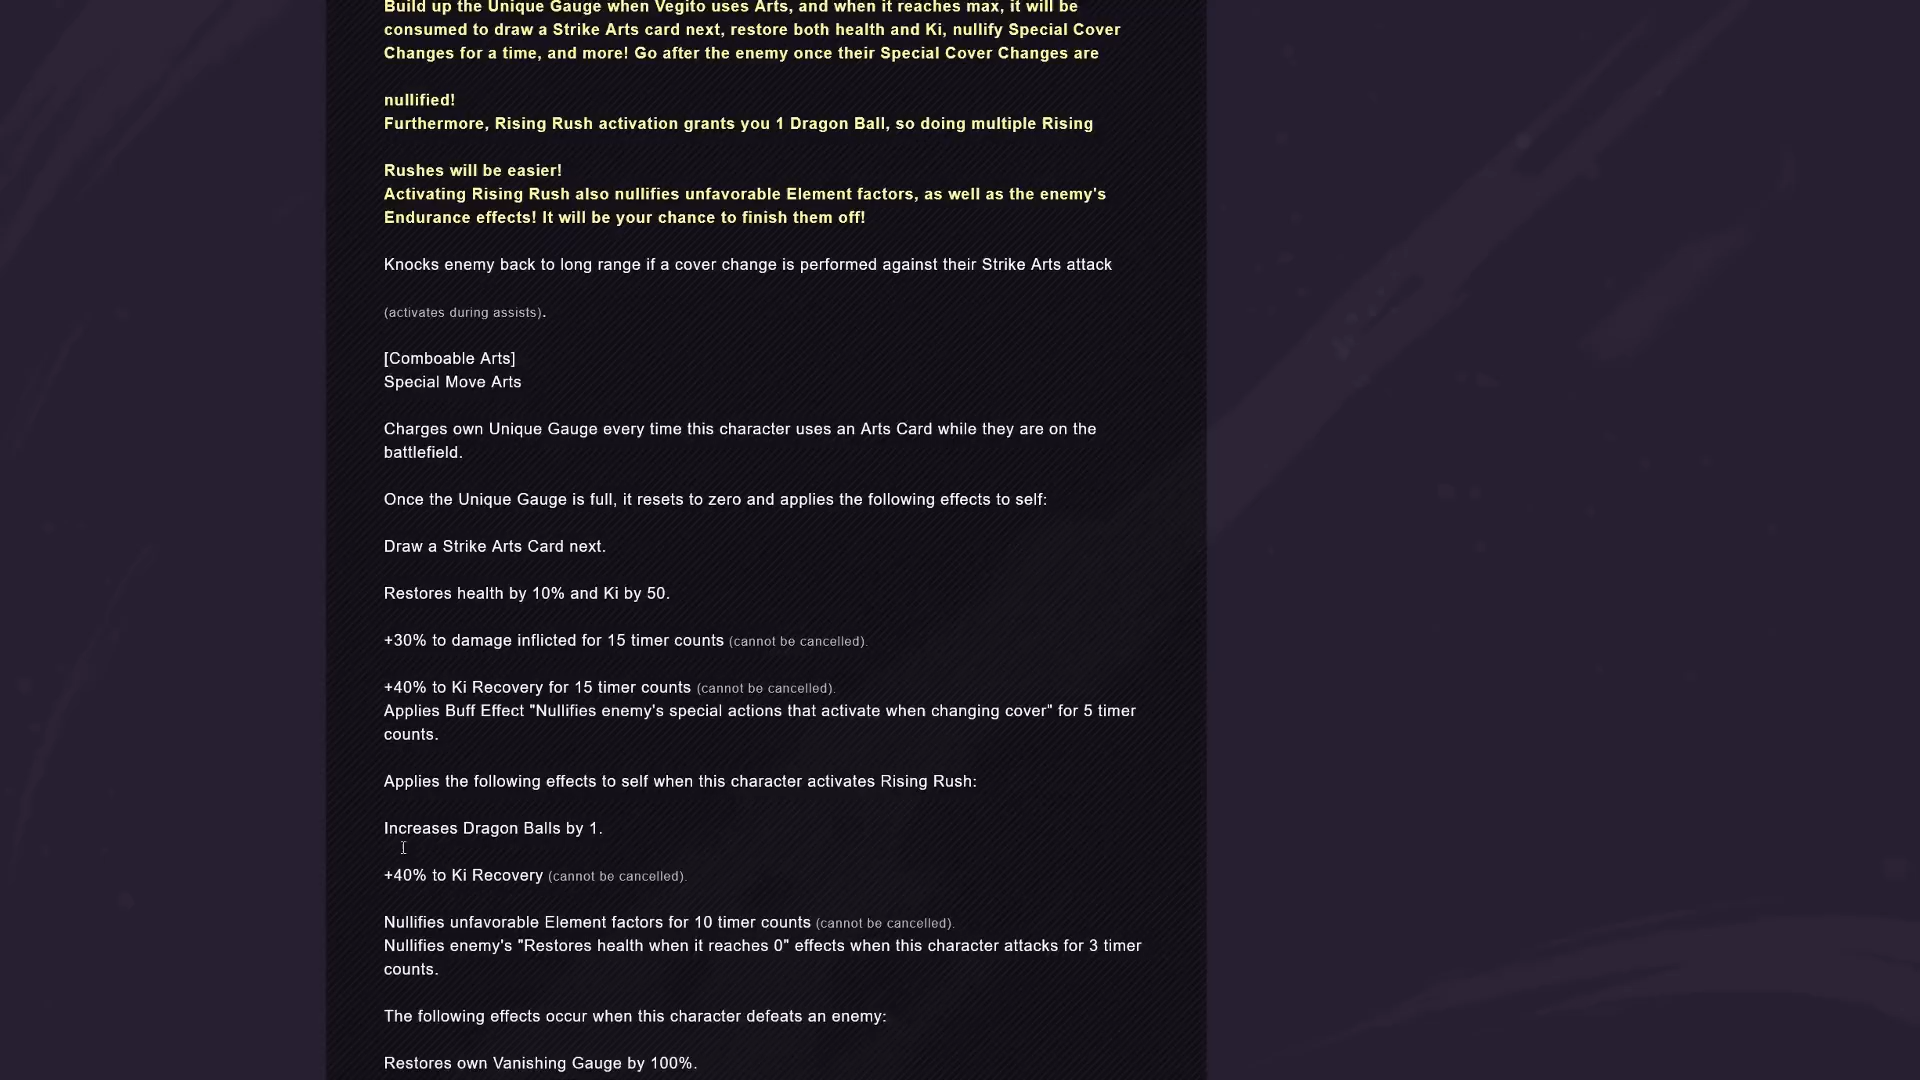 Build up the Unique Gauge when Vegito uses Arts, and when it reaches max, it will be
consumed to draw a Strike Arts card next, restore both health and Ki, nullify Special Cover
Changes for a time, and more! Go after the enemy once their Special Cover Changes are
nullified!
Furthermore, Rising Rush activation grants you 1 Dragon Ball, so doing multiple Rising
Rushes will be easier!
Activating Rising Rush also nullifies unfavorable Element factors, as well as the enemy's
Endurance effects! It will be your chance to finish them off!
Knocks enemy back to long range if a cover change is performed against their Strike Arts attack
(activates during assists).
[Comboable Arts]
Special Move Arts
Charges own Unique Gauge every time this character uses an Arts Card while they are on the
battlefield.
Once the Unique Gauge is full, it resets to zero and applies the following effects to self:
Draw a Strike Arts Card next.
Restores health by 10% and Ki by 50.
+30% to damage inflicted for 15 timer counts (cannot be cancelled).
+40% to Ki Recovery for 15 timer counts (cannot be cancelled).
Applies Buff Effect "Nullifies enemy's special actions that activate when changing cover" for 5 timer
counts.
Applies the following effects to self when this character activates Rising Rush:
Increases Dragon Balls by 1.
+40% to Ki Recovery (cannot be cancelled).
Nullifies unfavorable Element factors for 10 timer counts (cannot be cancelled).
Nullifies enemy's "Restores health when it reaches 0" effects when this character attacks for 3 timer
counts.
The following effects occur when this character defeats an enemy:
Restores own Vanishing Gauge by 100%.